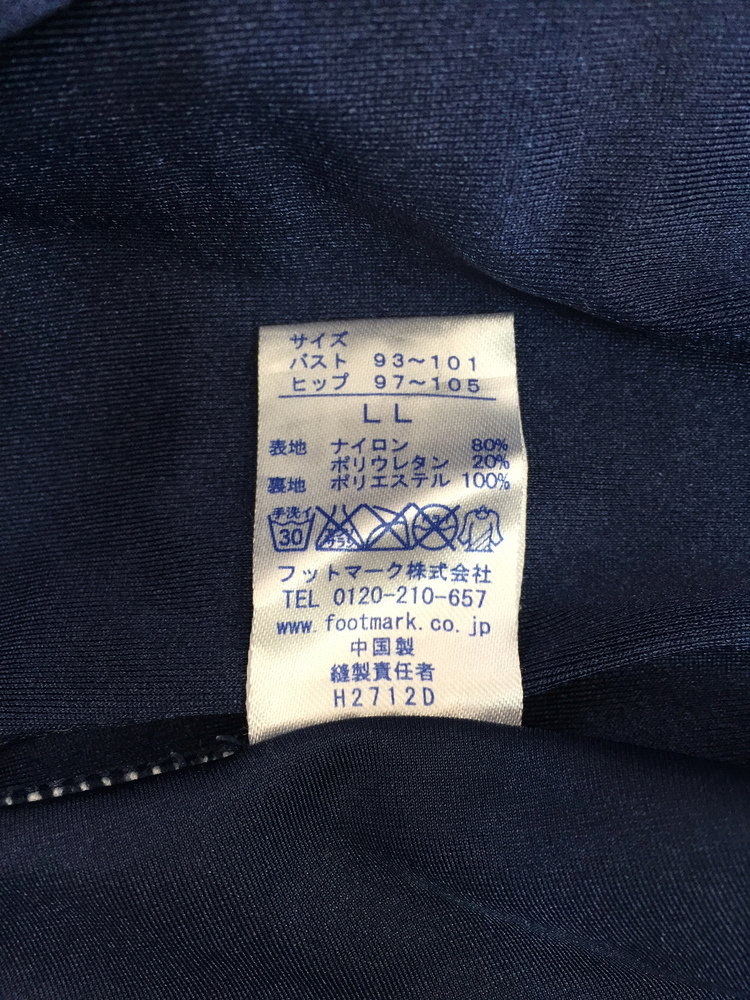 サイズ
バスト 93～101
ヒップ 97～105
LL
表地 ナイロン 80%
ポリウレタン 20%
裏地 ポリエステル 100%
手洗イ
30
フットマーク株式会社
TEL 0120-210-657
www.footmark.co.jp
中国製
縫製責任者
H2712D